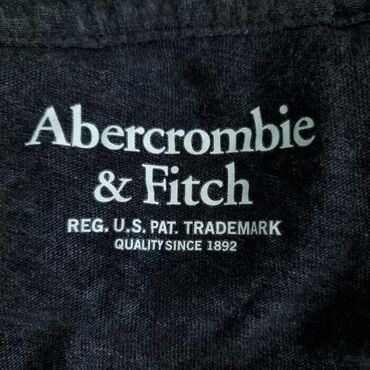 Abercrombie
& Fitch
REG. U.S. PAT. TRADEMARK
QUALITY SINCE 1892